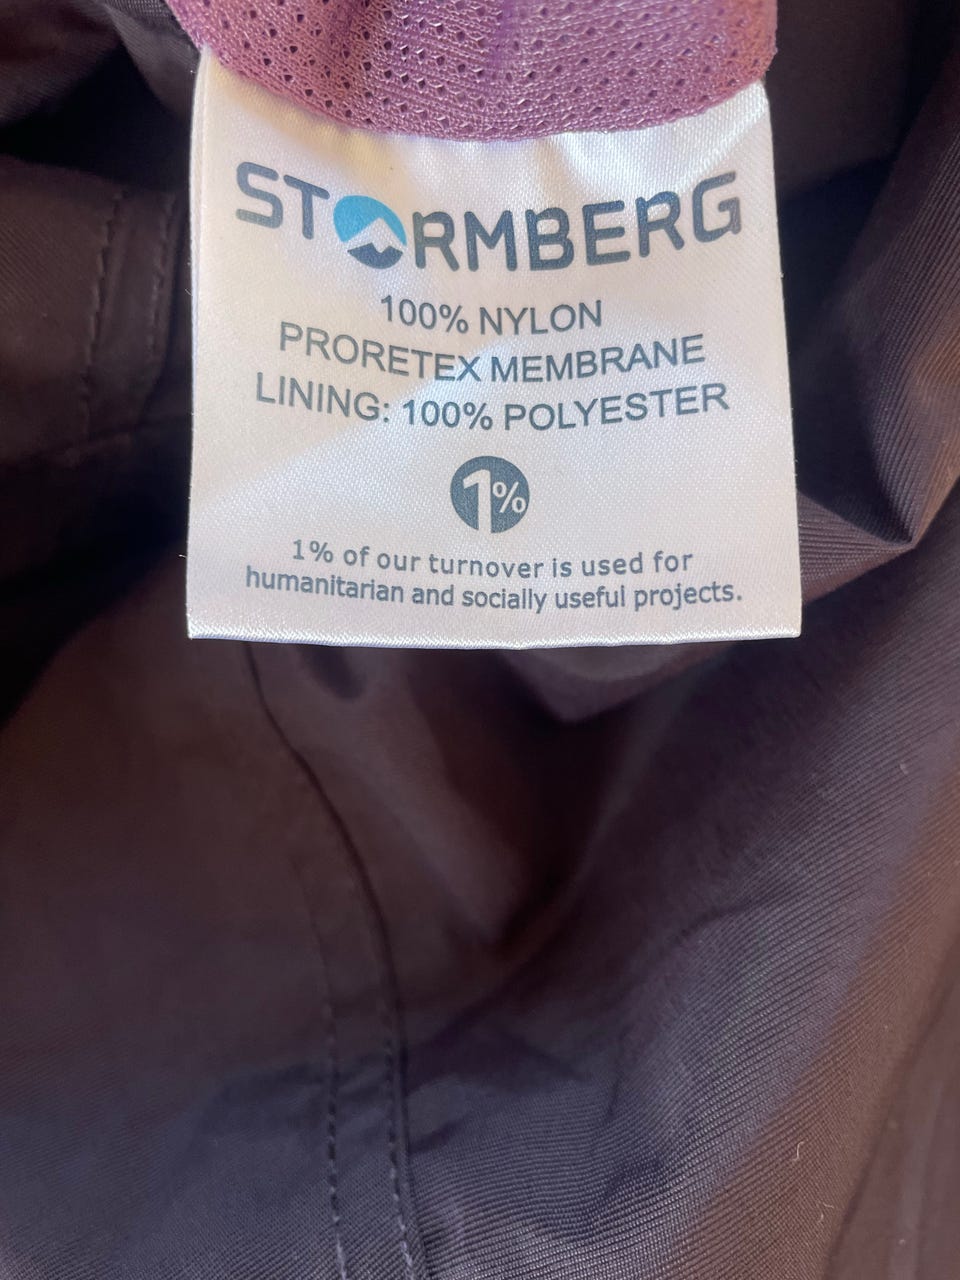 STORMBERG
100% NYLON
PRORETEX MEMBRANE
LINING: 100% POLYESTER
1%
1% of our turnover is used for
humanitarian and socially useful projects.